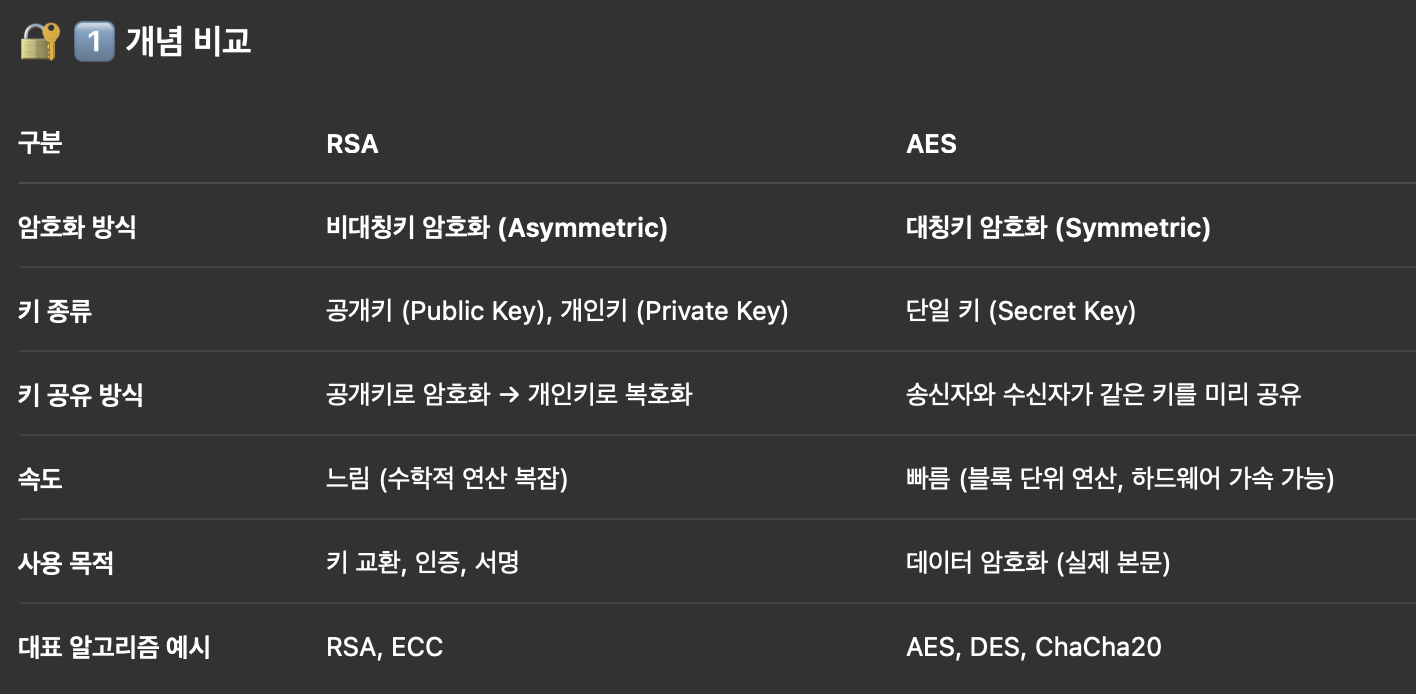 🔐 1️⃣ 개념 비교
구분 RSA AES
암호화 방식 비대칭키 암호화 (Asymmetric) 대칭키 암호화 (Symmetric)
키 종류 공개키 (Public Key), 개인키 (Private Key) 단일 키 (Secret Key)
키 공유 방식 공개키로 암호화 → 개인키로 복호화 송신자와 수신자가 같은 키를 미리 공유
속도 느림 (수학적 연산 복잡) 빠름 (블록 단위 연산, 하드웨어 가속 가능)
사용 목적 키 교환, 인증, 서명 데이터 암호화 (실제 본문)
대표 알고리즘 예시 RSA, ECC AES, DES, ChaCha20